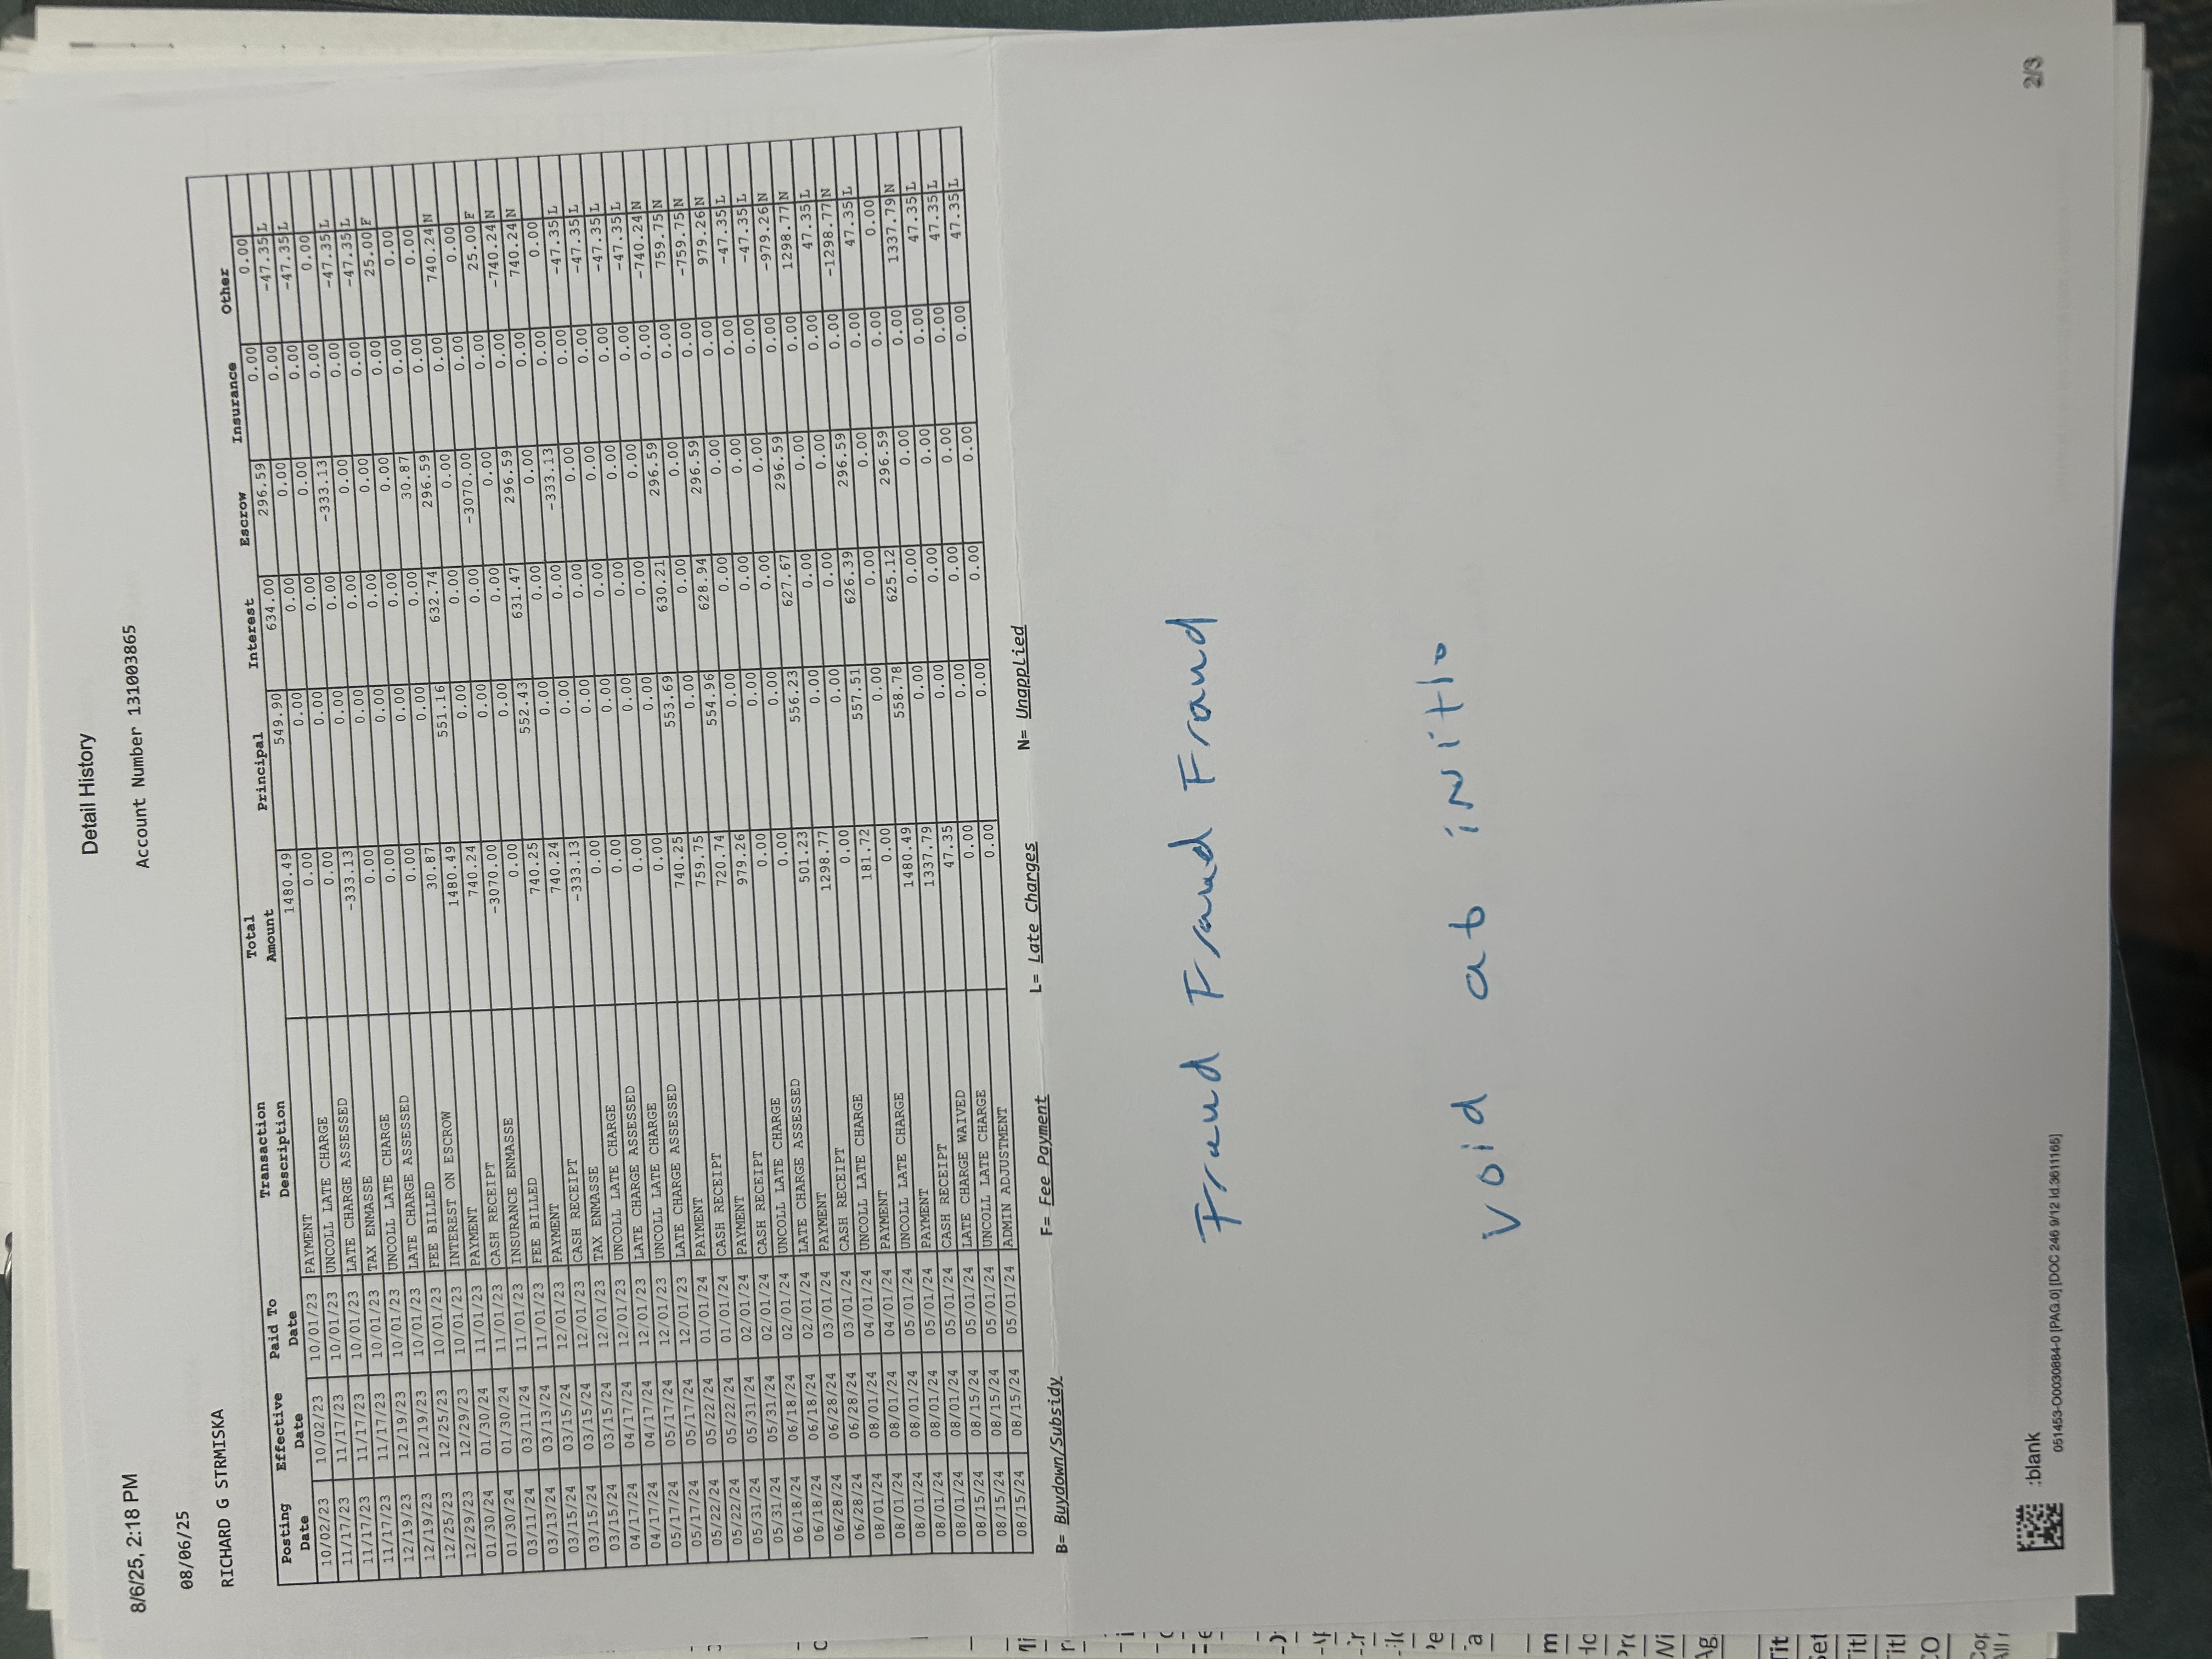 Detail History
8/6/25, 2:18 PM
Account Number 131003865
08/06/25
RICHARD G STRMISKA
Posting Date Effective Date Paid To Date Transaction Description Total Amount Principal Interest Escrow Insurance Other
10/02/23 10/02/23 10/01/23 PAYMENT 1480.49 549.90 634.00 296.59 0.00 0.00
11/17/23 11/17/23 10/01/23 UNCOLL LATE CHARGE 0.00 0.00 0.00 0.00 0.00 -47.35 L
11/17/23 11/17/23 10/01/23 LATE CHARGE ASSESSED 0.00 0.00 0.00 0.00 0.00 -47.35 L
11/17/23 11/17/23 10/01/23 TAX ENMASSE -333.13 0.00 0.00 -333.13 0.00 0.00
12/19/23 12/19/23 10/01/23 UNCOLL LATE CHARGE 0.00 0.00 0.00 0.00 0.00 -47.35 L
12/19/23 12/19/23 10/01/23 LATE CHARGE ASSESSED 0.00 0.00 0.00 0.00 0.00 -47.35 L
12/25/23 12/25/23 10/01/23 FEE BILLED 0.00 0.00 0.00 0.00 0.00 25.00 F
12/29/23 12/29/23 10/01/23 INTEREST ON ESCROW 30.87 0.00 0.00 30.87 0.00 0.00
01/30/24 01/30/24 11/01/23 PAYMENT 1480.49 551.16 632.74 296.59 0.00 0.00
01/30/24 01/30/24 11/01/23 CASH RECEIPT 740.24 0.00 0.00 0.00 0.00 740.24 N
03/11/24 03/11/24 11/01/23 INSURANCE ENMASSE -3070.00 0.00 0.00 -3070.00 0.00 0.00
03/13/24 03/13/24 11/01/23 FEE BILLED 0.00 0.00 0.00 0.00 0.00 25.00 F
03/15/24 03/15/24 12/01/23 PAYMENT 740.25 552.43 631.47 296.59 0.00 -740.24 N
03/15/24 03/15/24 12/01/23 CASH RECEIPT 740.24 0.00 0.00 0.00 0.00 740.24 N
03/15/24 03/15/24 12/01/23 TAX ENMASSE -333.13 0.00 0.00 -333.13 0.00 0.00
04/17/24 04/17/24 12/01/23 UNCOLL LATE CHARGE 0.00 0.00 0.00 0.00 0.00 -47.35 L
04/17/24 04/17/24 12/01/23 LATE CHARGE ASSESSED 0.00 0.00 0.00 0.00 0.00 -47.35 L
05/17/24 05/17/24 12/01/23 UNCOLL LATE CHARGE 0.00 0.00 0.00 0.00 0.00 -47.35 L
05/17/24 05/17/24 12/01/23 LATE CHARGE ASSESSED 0.00 0.00 0.00 0.00 0.00 -47.35 L
05/22/24 05/22/24 01/01/24 PAYMENT 740.25 553.69 630.21 296.59 0.00 -740.24 N
05/22/24 05/22/24 01/01/24 CASH RECEIPT 759.75 0.00 0.00 0.00 0.00 759.75 N
05/31/24 05/31/24 02/01/24 PAYMENT 720.74 554.96 628.94 296.59 0.00 -759.75 N
05/31/24 05/31/24 02/01/24 CASH RECEIPT 979.26 0.00 0.00 0.00 0.00 979.26 N
06/18/24 06/18/24 02/01/24 UNCOLL LATE CHARGE 0.00 0.00 0.00 0.00 0.00 -47.35 L
06/18/24 06/18/24 02/01/24 LATE CHARGE ASSESSED 0.00 0.00 0.00 0.00 0.00 -47.35 L
06/28/24 06/28/24 03/01/24 PAYMENT 501.23 556.23 627.67 296.59 0.00 -979.26 N
06/28/24 06/28/24 03/01/24 CASH RECEIPT 1298.77 0.00 0.00 0.00 0.00 1298.77 N
08/01/24 08/01/24 04/01/24 UNCOLL LATE CHARGE 0.00 0.00 0.00 0.00 0.00 47.35 L
08/01/24 08/01/24 04/01/24 PAYMENT 181.72 557.51 626.39 296.59 0.00 -1298.77 N
08/01/24 08/01/24 05/01/24 UNCOLL LATE CHARGE 0.00 0.00 0.00 0.00 0.00 47.35 L
08/01/24 08/01/24 05/01/24 PAYMENT 1480.49 558.78 625.12 296.59 0.00 0.00
08/01/24 08/01/24 05/01/24 CASH RECEIPT 1337.79 0.00 0.00 0.00 0.00 1337.79 N
08/15/24 08/15/24 05/01/24 LATE CHARGE WAIVED 47.35 0.00 0.00 0.00 0.00 47.35 L
08/15/24 08/15/24 05/01/24 UNCOLL LATE CHARGE 0.00 0.00 0.00 0.00 0.00 47.35 L
08/15/24 08/15/24 05/01/24 ADMIN ADJUSTMENT 0.00 0.00 0.00 0.00 0.00 47.35 L
B= Buydown/Subsidy F= Fee Payment L= Late Charges N= Unapplied
Fraud Fraud Fraud
Void ab initio
:blank
2/3
051453-O0030884-0 [PAG.0] [DOC 246 9/12 Id.3611165]